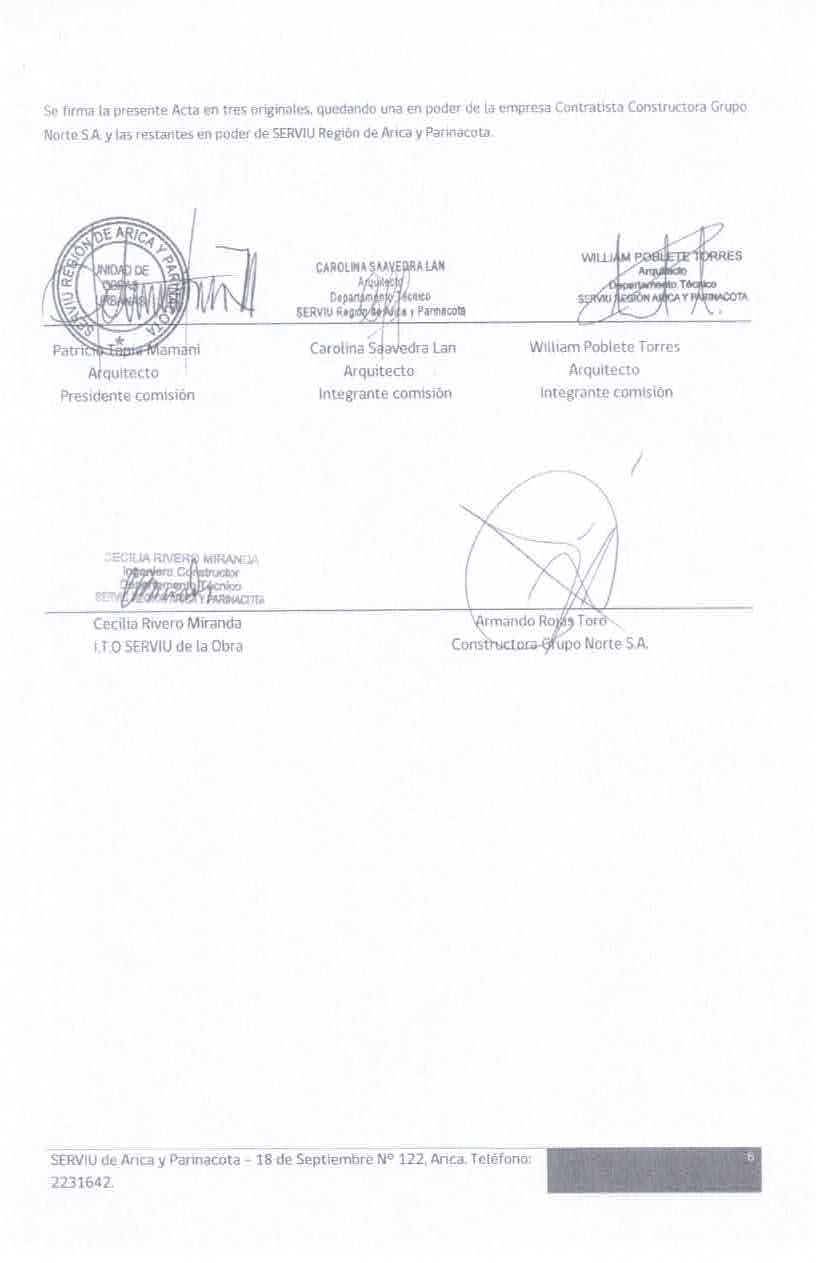 Se firma la presente Acta en tres originales, quedando una en poder de la empresa Contratista Constructora Grupo
Norte S.A. y las restantes en poder de SERVIU Región de Arica y Parinacota.
SERVIU REGIÓN DE ARICA Y PARINACOTA
UNIDAD DE
OBRAS
URBANAS
CAROLINA SAAVEDRA LAN
Arquitecto
Departamento Técnico
SERVIU Región de Arica y Parinacota
WILLIAM POBLETE TORRES
Arquitecto
Departamento Técnico
SERVIU REGIÓN ARICA Y PARINACOTA
Patricio Tapia Mamani
Arquitecto
Presidente comisión
Carolina Saavedra Lan
Arquitecto
Integrante comisión
William Poblete Torres
Arquitecto
Integrante comisión
CECILIA RIVERO MIRANDA
Ingeniero Constructor
Departamento Técnico
SERVIU REGIÓN ARICA Y PARINACOTA
Cecilia Rivero Miranda
I.T.O SERVIU de la Obra
Armando Rojas Toro
Constructora Grupo Norte S.A.
SERVIU de Arica y Parinacota – 18 de Septiembre Nº 122, Arica. Teléfono:
2231642.
6